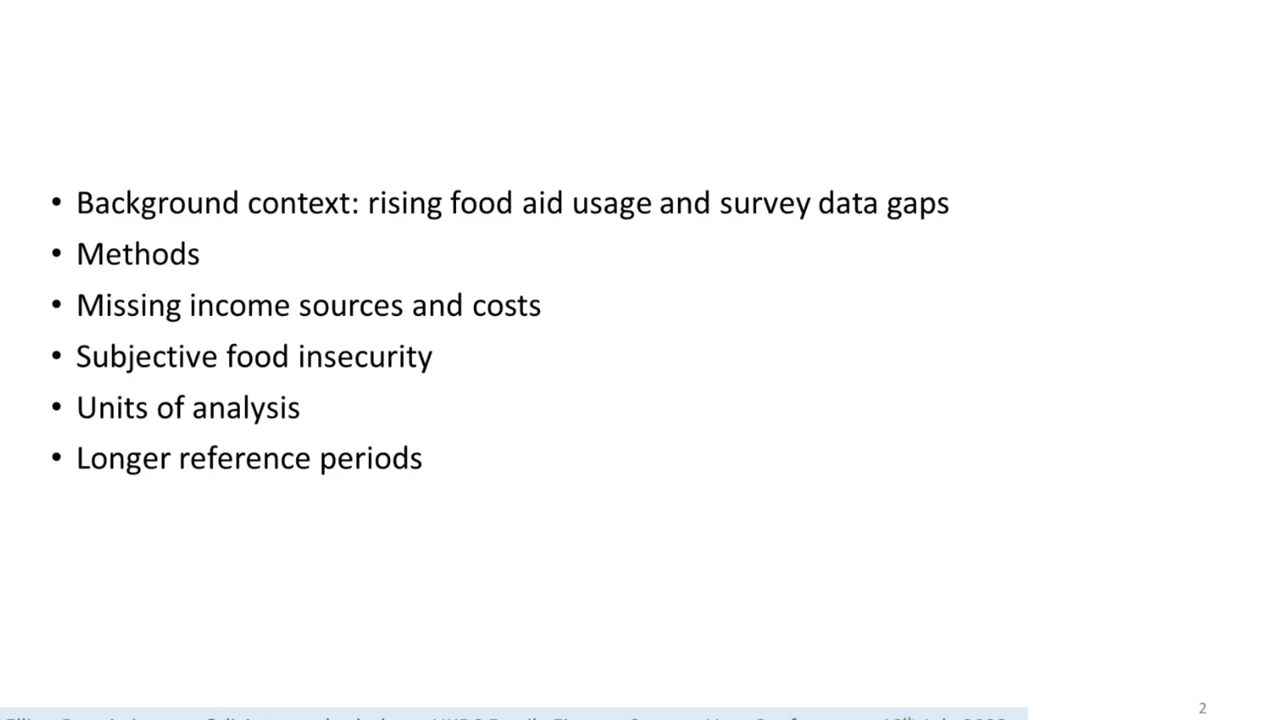 • Background context: rising food aid usage and survey data gaps
• Methods
• Missing income sources and costs
• Subjective food insecurity
• Units of analysis
• Longer reference periods
2